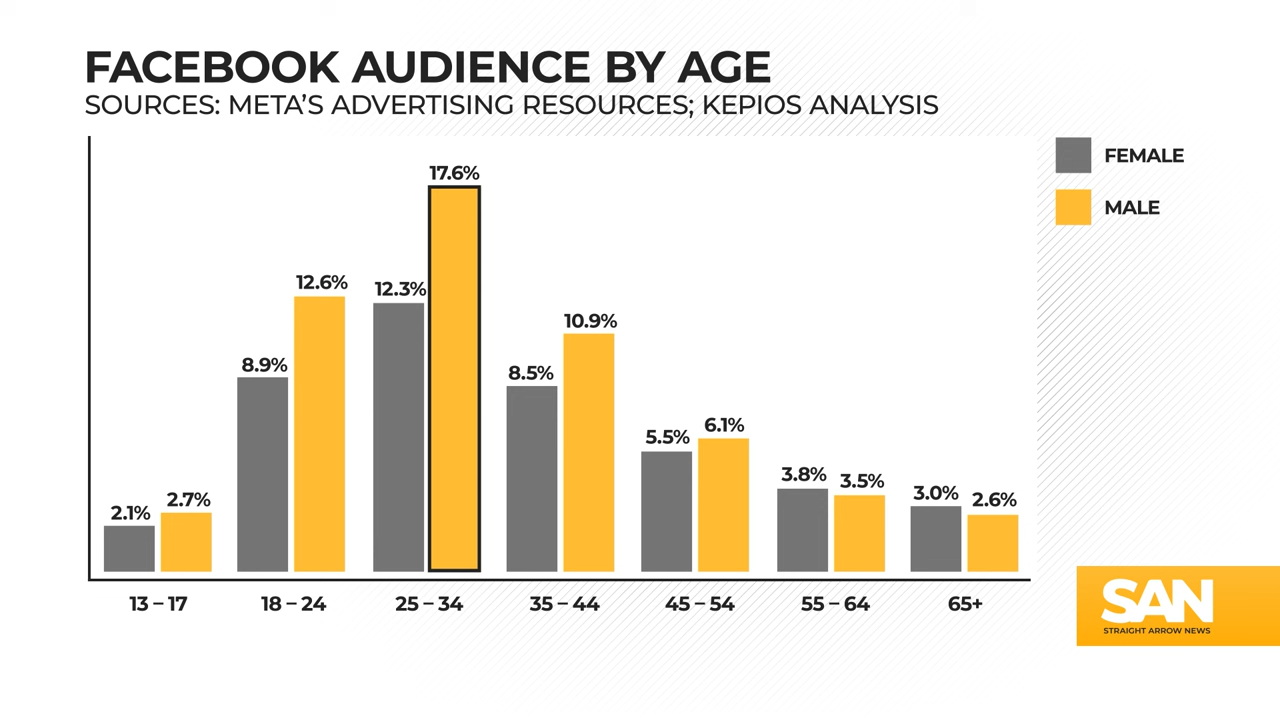 FACEBOOK AUDIENCE BY AGE
SOURCES: META'S ADVERTISING RESOURCES; KEPIOS ANALYSIS
FEMALE
MALE
2.1%
2.7%
8.9%
12.6%
12.3%
17.6%
8.5%
10.9%
5.5%
6.1%
3.8%
3.5%
3.0%
2.6%
13 – 17
18 – 24
25 – 34
35 – 44
45 – 54
55 – 64
65+
SAN
STRAIGHT ARROW NEWS